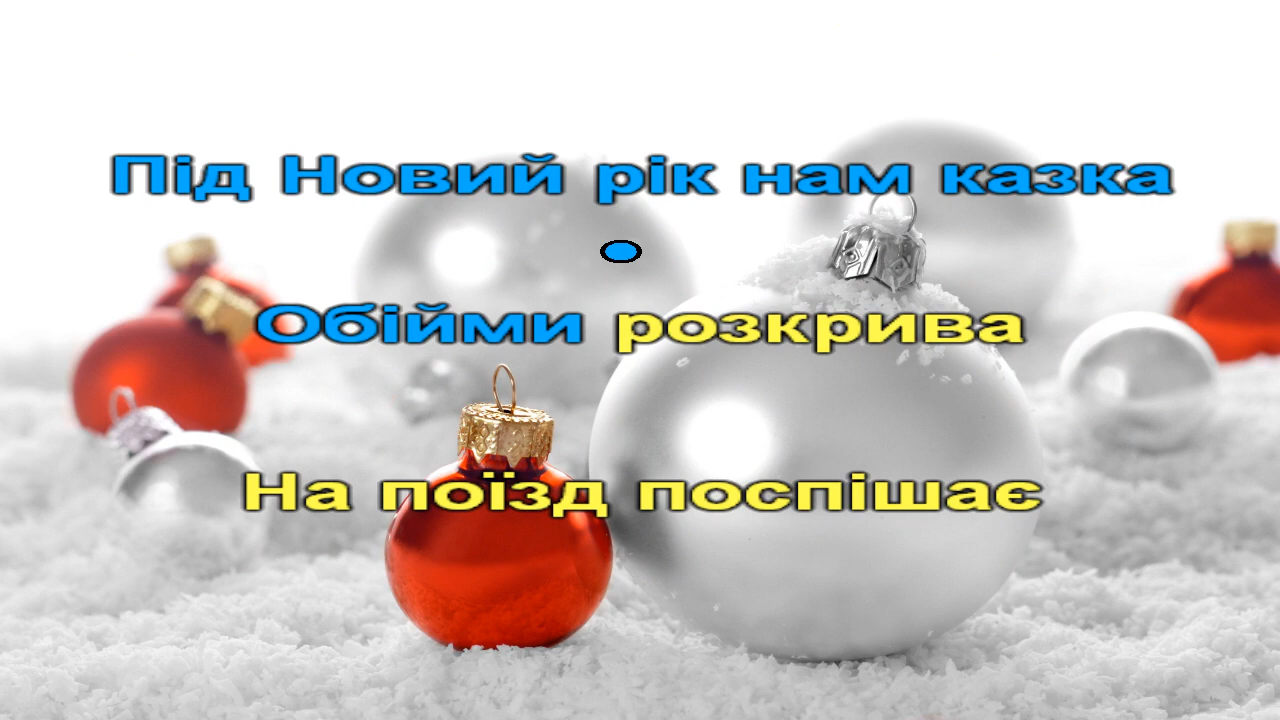 Під Новий рік нам казка
Обійми розкрива
На поїзд поспішає